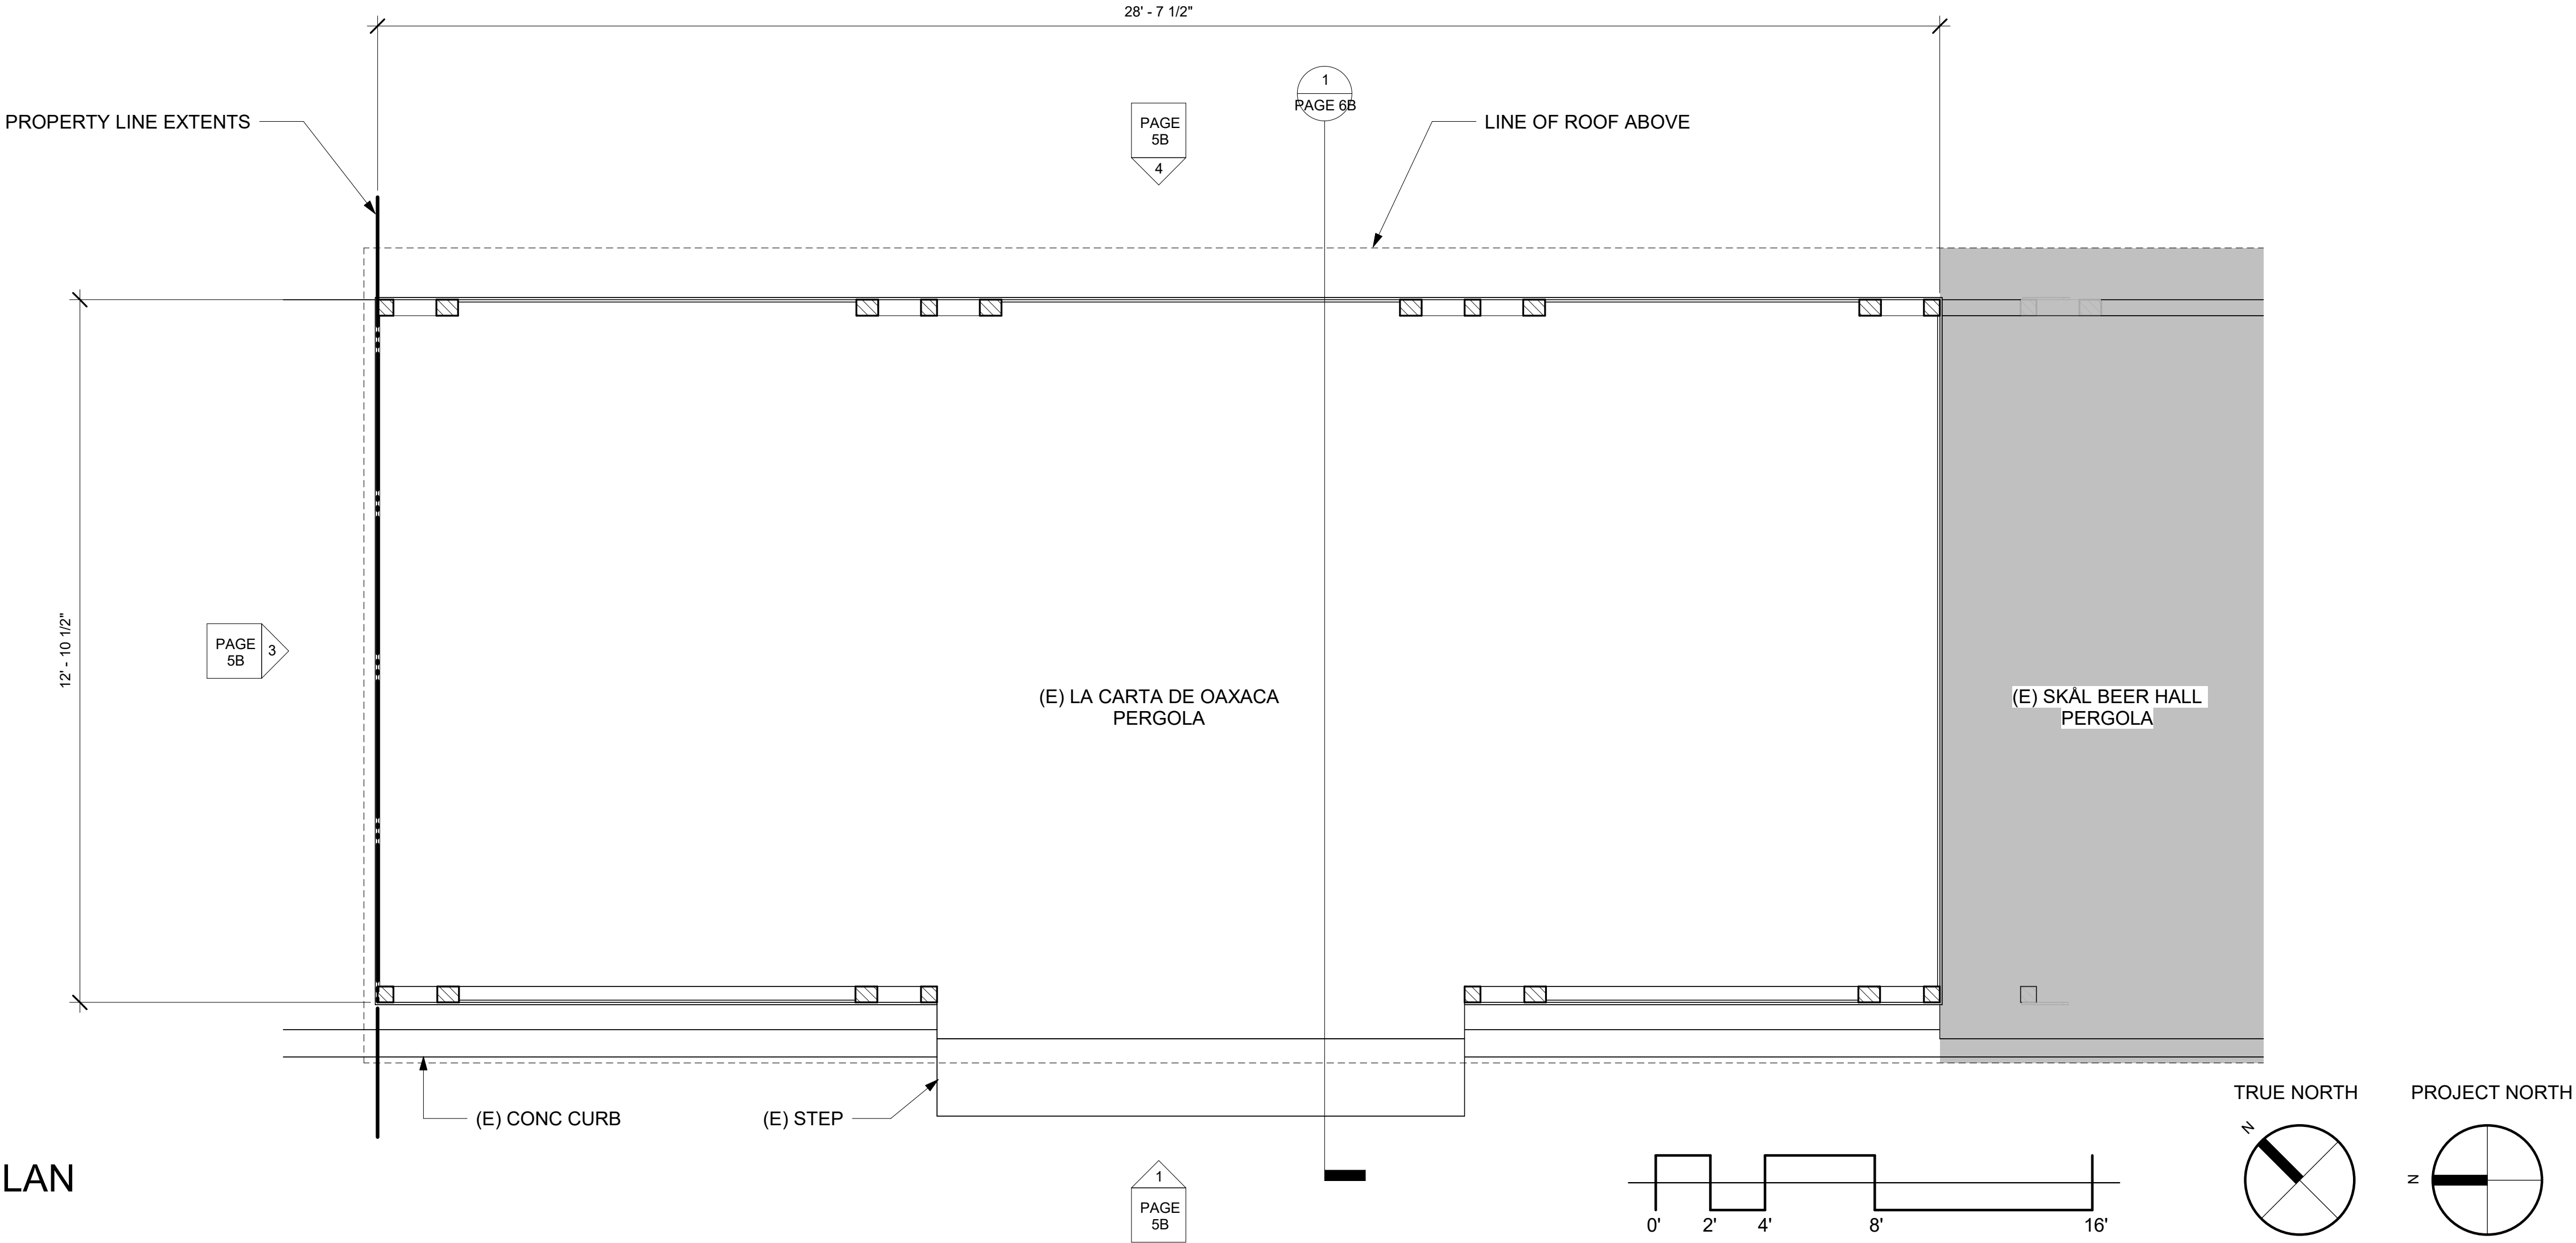 28' - 7 1/2"
1
PAGE 6B
PROPERTY LINE EXTENTS
PAGE
5B
4
LINE OF ROOF ABOVE
12' - 10 1/2"
PAGE
5B
3
(E) LA CARTA DE OAXACA
PERGOLA
(E) SKÅL BEER HALL
PERGOLA
(E) CONC CURB
(E) STEP
TRUE NORTH
PROJECT NORTH
N
N
LAN
1
PAGE
5B
0' 2' 4' 8' 16'